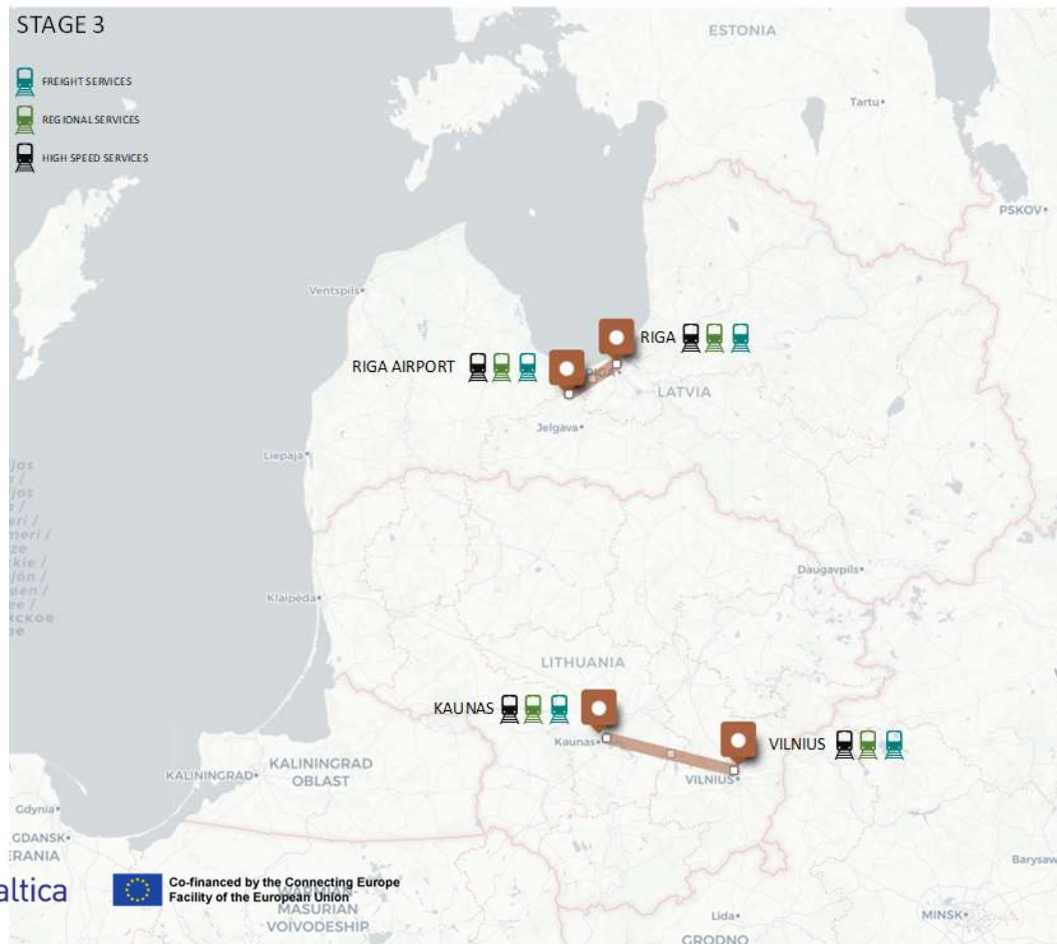 STAGE 3
FREIGHT SERVICES
REGIONAL SERVICES
HIGH SPEED SERVICES
ESTONIA
Tartu
PSKOV
Ventspils
RIGA
RIGA AIRPORT
LATVIA
Jelgava
Liepaja
Daugavpils
Klaipeda
LITHUANIA
KAUNAS
Kaunas
VILNIUS
VILNIUS
KALININGRAD
KALININGRAD
OBLAST
Gdynia
GDANSK
ERANIA
Barysaw
altica
Co-financed by the Connecting Europe
Facility of the European Union
WARMIAN
MASURIAN
VOIVODESHIP
Lida
MINSK
GRODNO